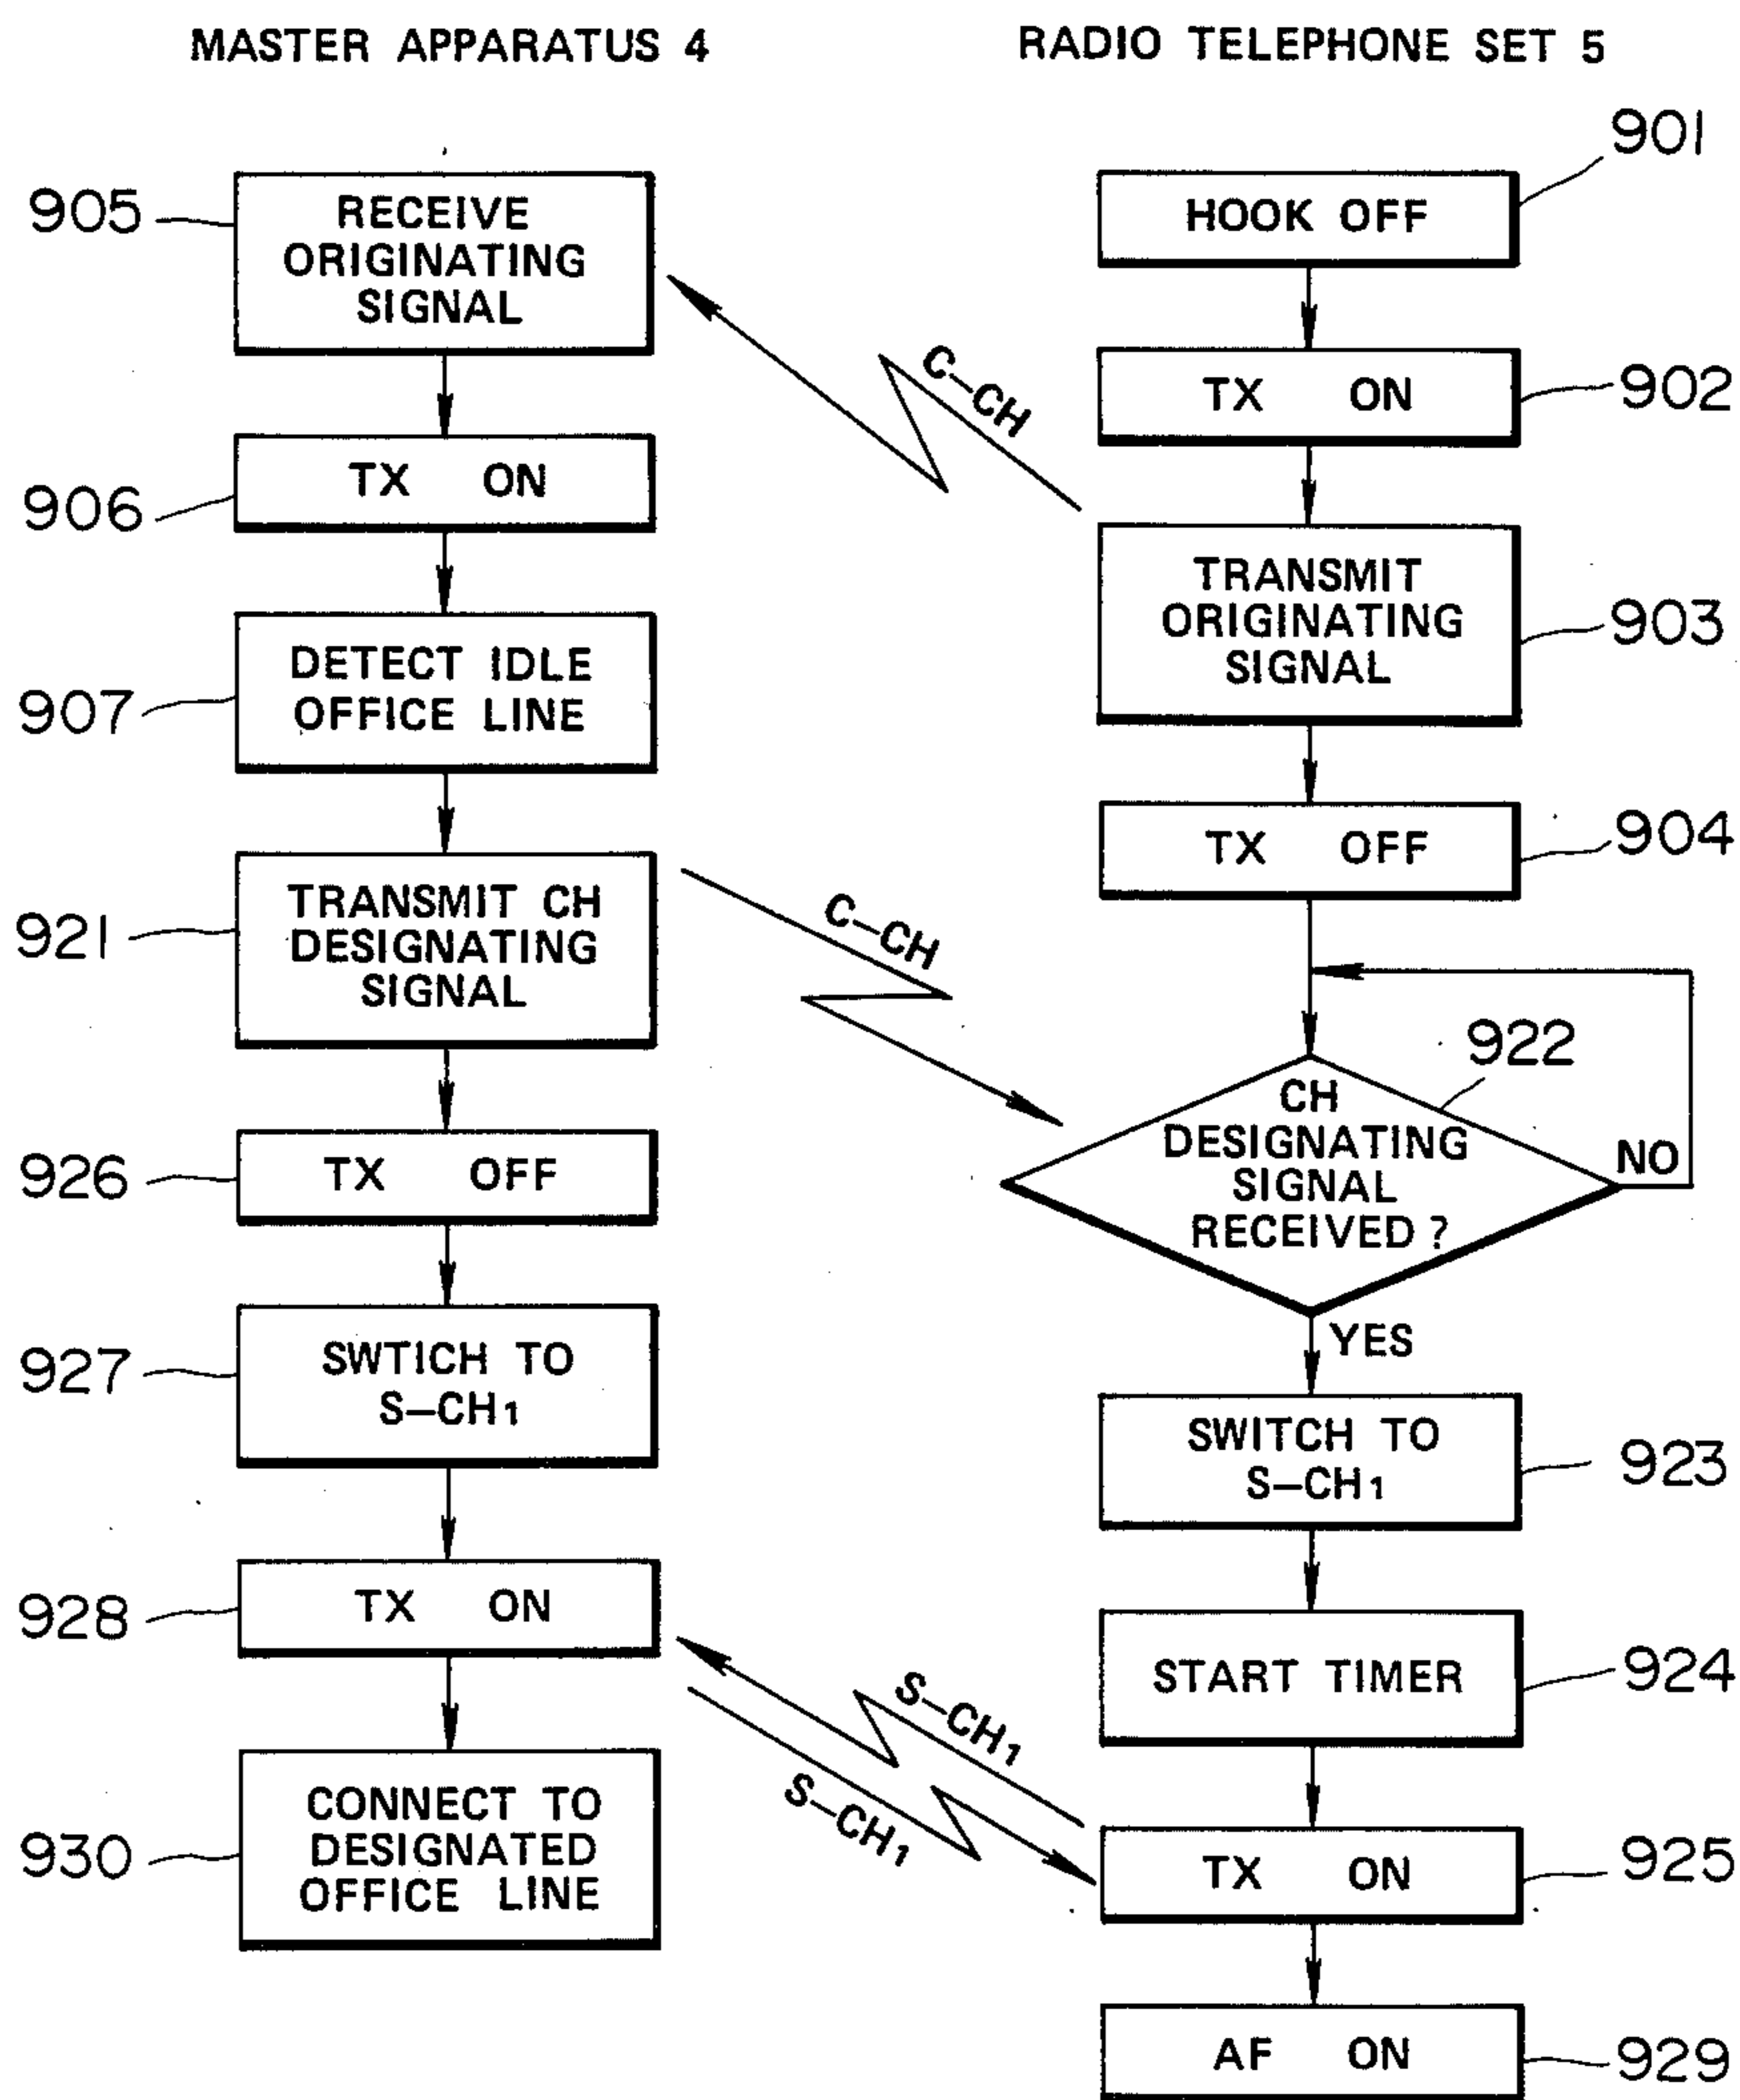 MASTER APPARATUS 4
905
RECEIVE
ORIGINATING
SIGNAL
906
TX ON
907
DETECT IDLE
OFFICE LINE
921
TRANSMIT CH
DESIGNATING
SIGNAL
926
TX OFF
927
SWTICH TO
S-CH1
928
TX ON
930
CONNECT TO
DESIGNATED
OFFICE LINE
C-CH
C-CH
S-CH1
S-CH1
RADIO TELEPHONE SET 5
901
HOOK OFF
902
TX ON
903
TRANSMIT
ORIGINATING
SIGNAL
904
TX OFF
922
CH
DESIGNATING
SIGNAL
RECEIVED ?
NO
YES
923
SWITCH TO
S-CH1
924
START TIMER
925
TX ON
929
AF ON